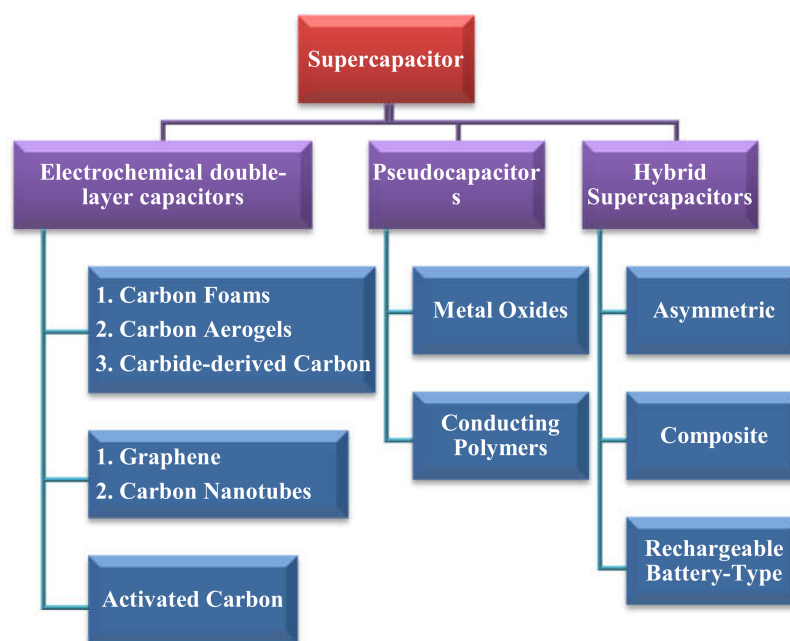 Supercapacitor
Electrochemical double-
layer capacitors
Pseudocapacitor
s
Hybrid
Supercapacitors
1. Carbon Foams
2. Carbon Aerogels
3. Carbide-derived Carbon
1. Graphene
2. Carbon Nanotubes
Activated Carbon
Metal Oxides
Conducting
Polymers
Asymmetric
Composite
Rechargeable
Battery-Type